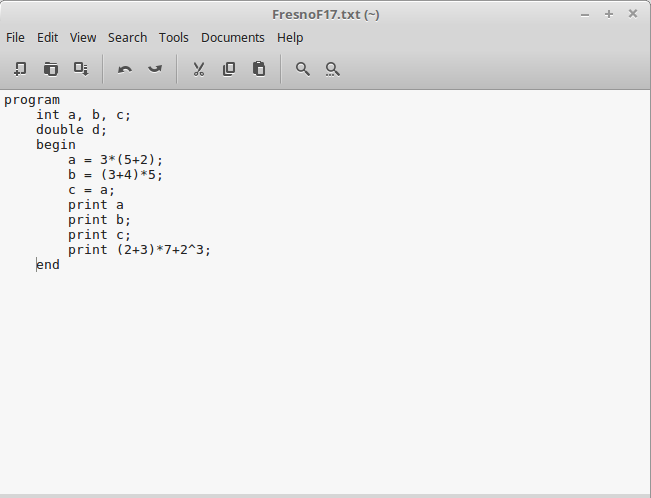 FresnoF17.txt (~)
File Edit View Search Tools Documents Help
program
    int a, b, c;
    double d;
    begin
        a = 3*(5+2);
        b = (3+4)*5;
        c = a;
        print a
        print b;
        print c;
        print (2+3)*7+2^3;
    end